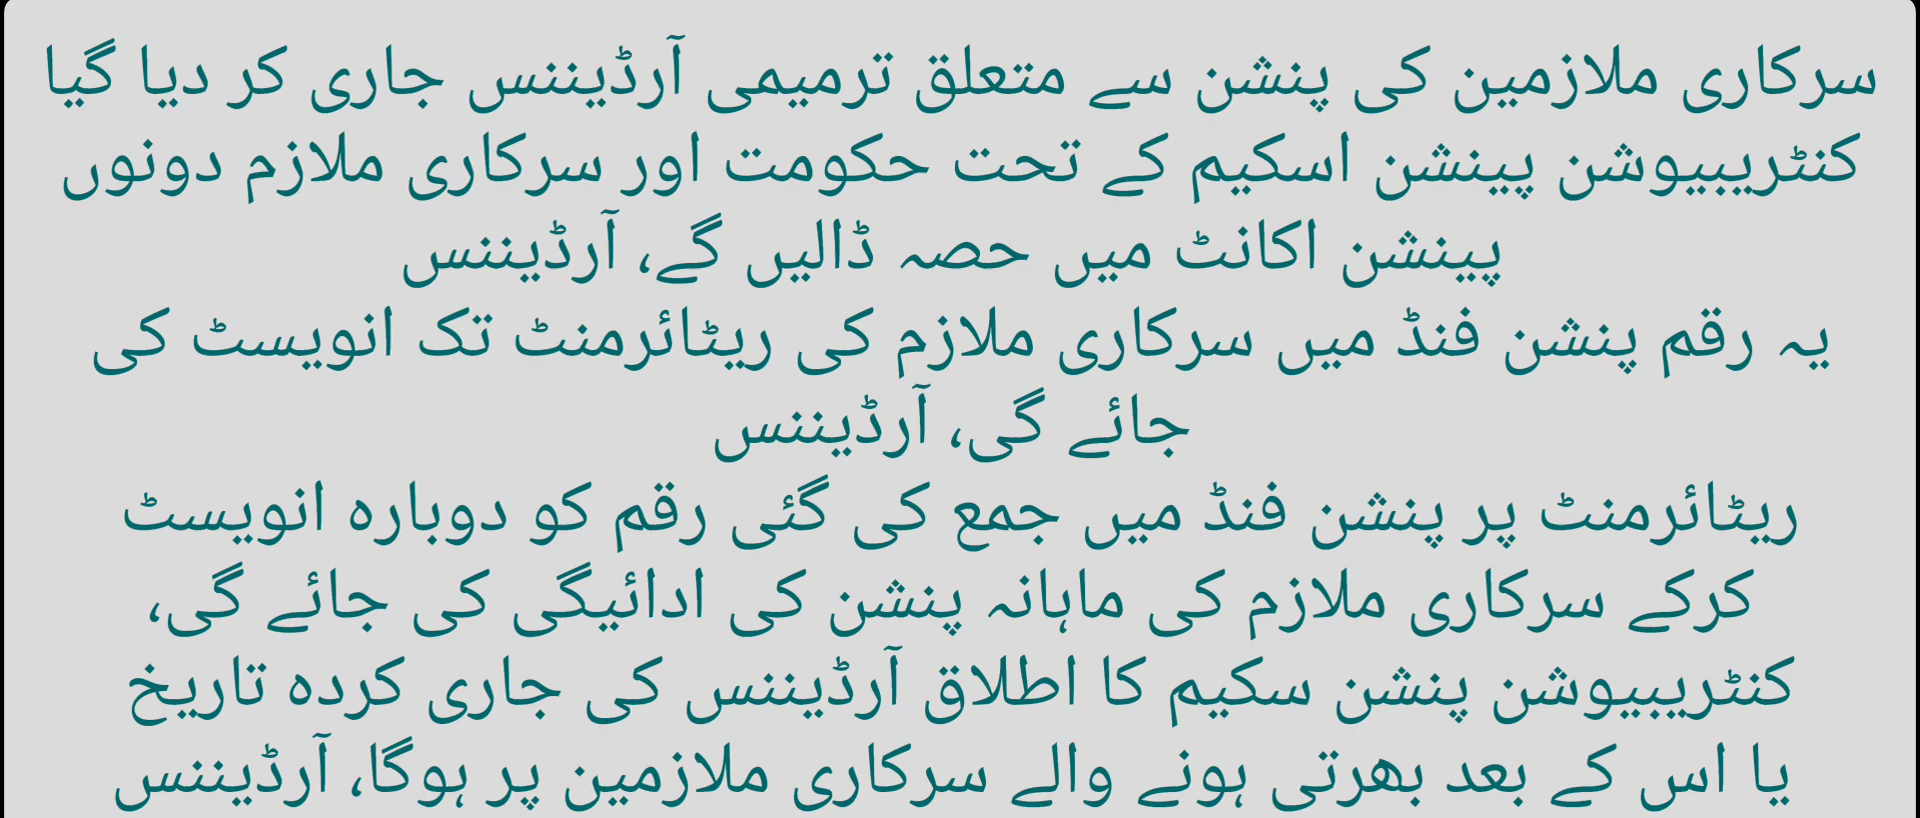 سرکاری ملازمین کی پنشن سے متعلق ترمیمی آرڈیننس جاری کر دیا گیا
کنٹریبیوشن پینشن اسکیم کے تحت حکومت اور سرکاری ملازم دونوں
پینشن اکانٹ میں حصہ ڈالیں گے، آرڈیننس
یہ رقم پنشن فنڈ میں سرکاری ملازم کی ریٹائرمنٹ تک انویسٹ کی
جائے گی، آرڈیننس
ریٹائرمنٹ پر پنشن فنڈ میں جمع کی گئی رقم کو دوبارہ انویسٹ
کرکے سرکاری ملازم کی ماہانہ پنشن کی ادائیگی کی جائے گی،
کنٹریبیوشن پنشن سکیم کا اطلاق آرڈیننس کی جاری کردہ تاریخ
یا اس کے بعد بھرتی ہونے والے سرکاری ملازمین پر ہوگا، آرڈیننس